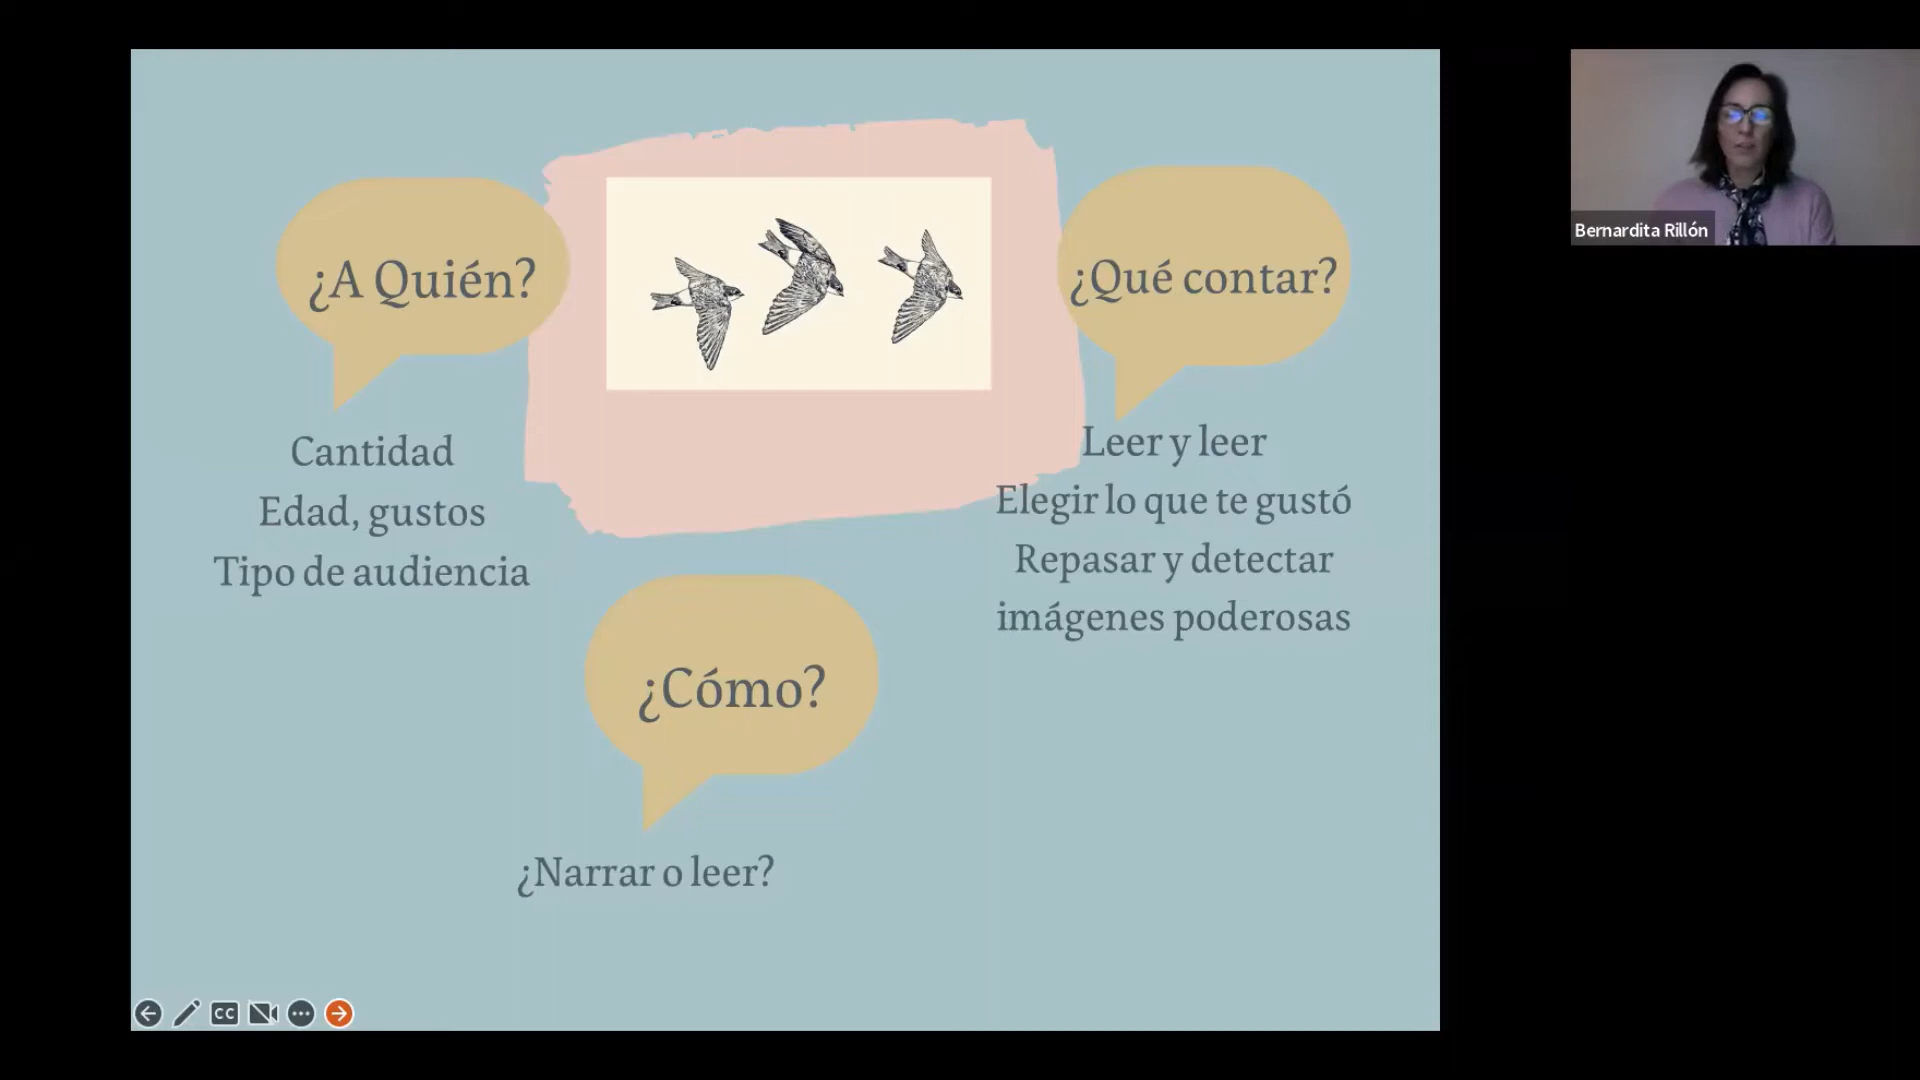 ¿A Quién?
Cantidad
Edad, gustos
Tipo de audiencia
¿Qué contar?
Leer y leer
Elegir lo que te gustó
Repasar y detectar
imágenes poderosas
¿Cómo?
¿Narrar o leer?
Bernardita Rillón
CC